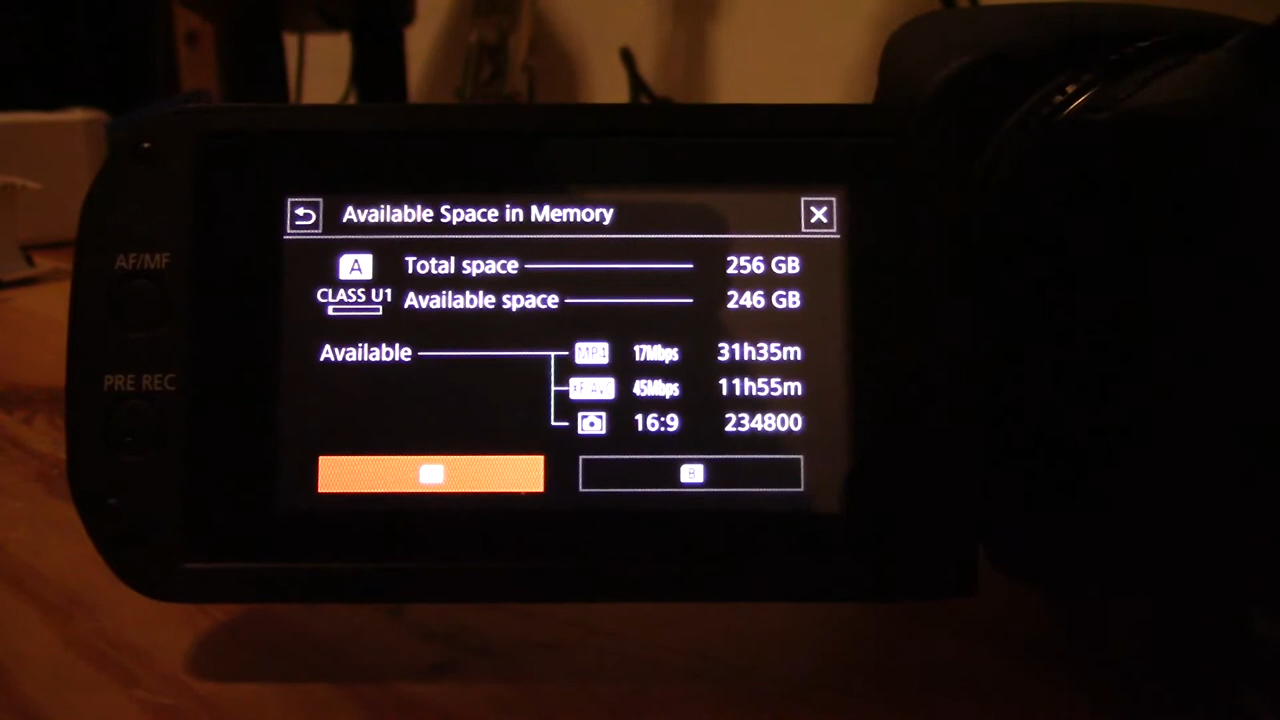 Available Space in Memory
A Total space 256 GB
CLASS U1
Available space 246 GB
AF/MF
Available MP4 17Mbps 31h35m
PRE REC
XF-AVC 45Mbps 11h55m
16:9 234800
B